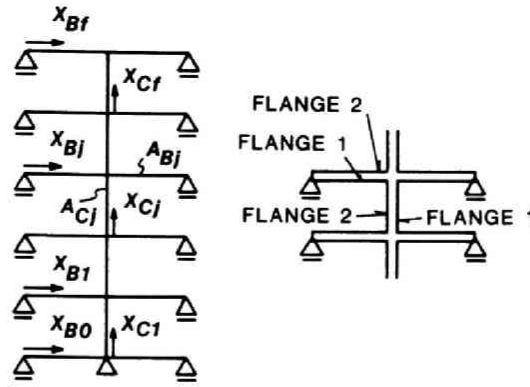 X_Bf
X_Cf
X_Bj
A_Bj
A_Cj
X_Cj
X_B1
X_B0
X_C1
FLANGE 2
FLANGE 1
FLANGE 2
FLANGE 1